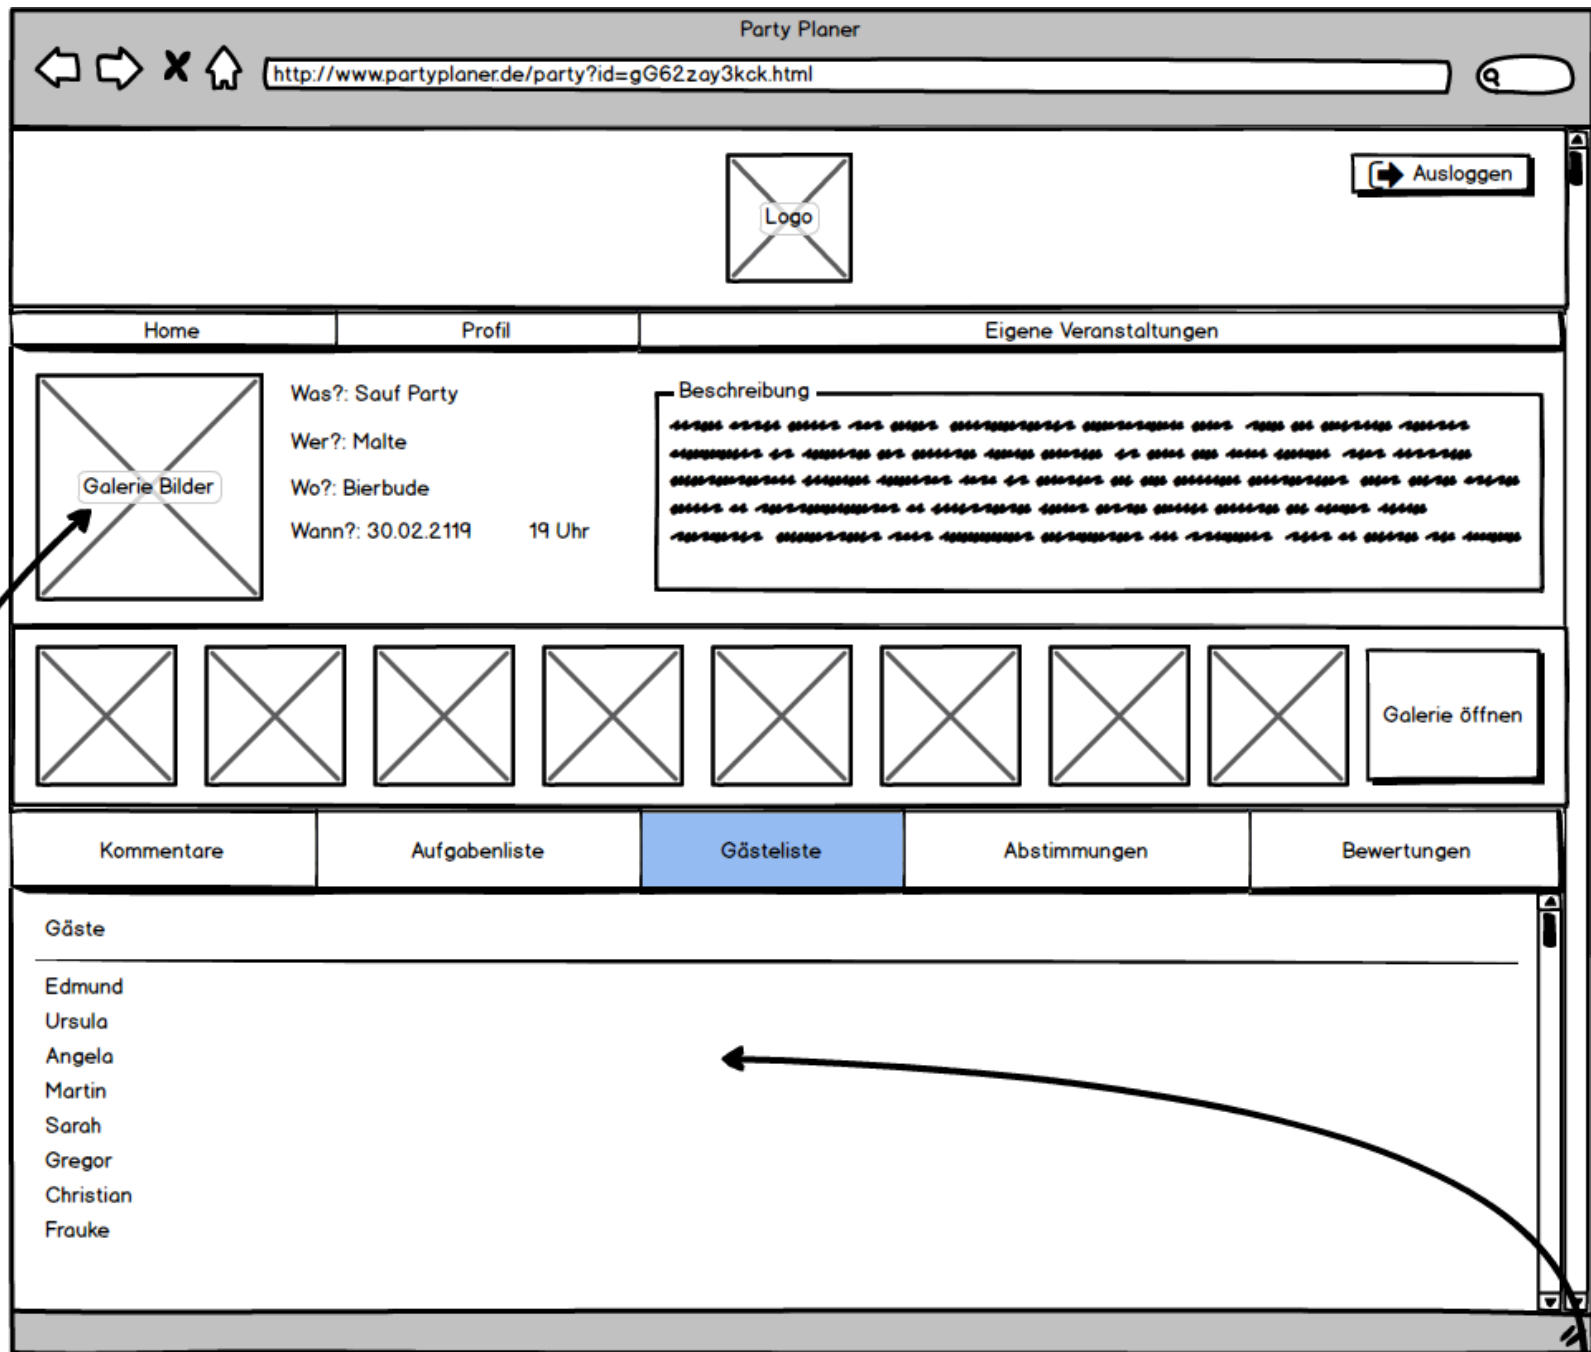 Party Planer
http://www.partyplaner.de/party?id=gG62zay3kck.html
Ausloggen
Logo
Home Profil Eigene Veranstaltungen
Galerie Bilder
Was?: Sauf Party
Wer?: Malte
Wo?: Bierbude
Wann?: 30.02.2119 19 Uhr
Beschreibung
Galerie öffnen
Kommentare Aufgabenliste Gästeliste Abstimmungen Bewertungen
Gäste
Edmund
Ursula
Angela
Martin
Sarah
Gregor
Christian
Frauke